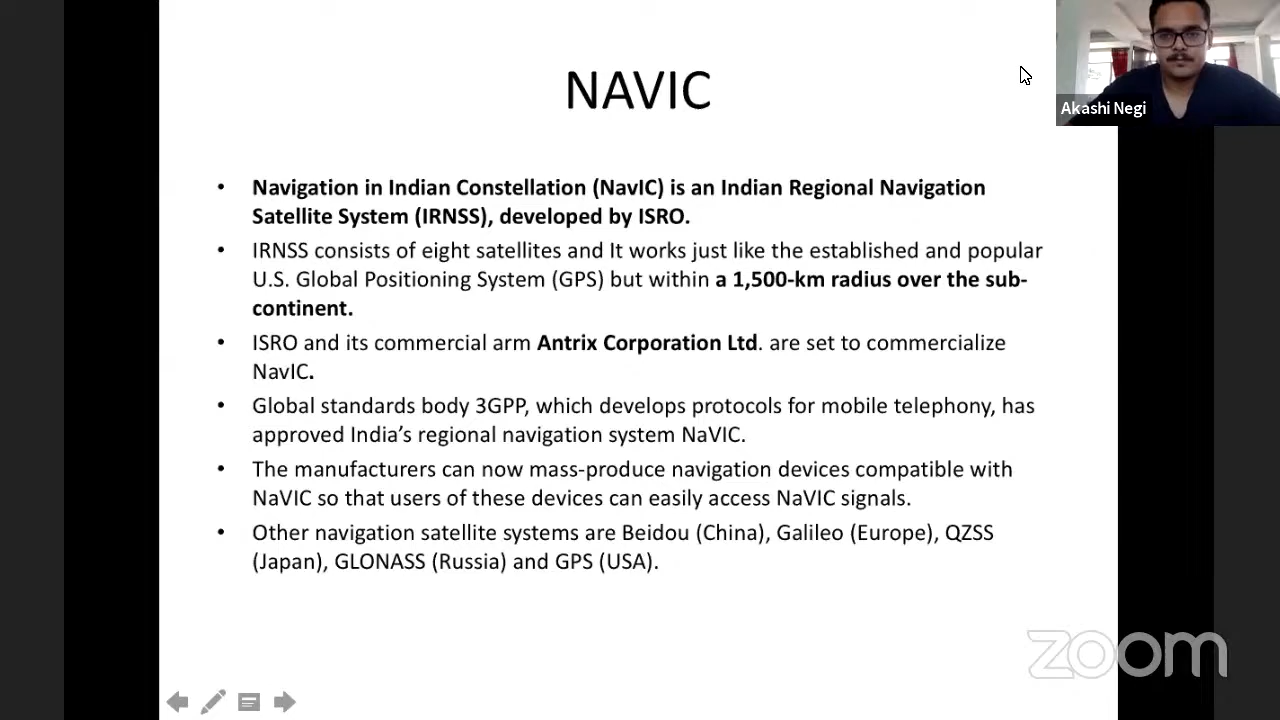 NAVIC
Akashi Negi
• Navigation in Indian Constellation (NavIC) is an Indian Regional Navigation
Satellite System (IRNSS), developed by ISRO.
• IRNSS consists of eight satellites and It works just like the established and popular
U.S. Global Positioning System (GPS) but within a 1,500-km radius over the sub-
continent.
• ISRO and its commercial arm Antrix Corporation Ltd. are set to commercialize
NavIC.
• Global standards body 3GPP, which develops protocols for mobile telephony, has
approved India’s regional navigation system NaVIC.
• The manufacturers can now mass-produce navigation devices compatible with
NaVIC so that users of these devices can easily access NaVIC signals.
• Other navigation satellite systems are Beidou (China), Galileo (Europe), QZSS
(Japan), GLONASS (Russia) and GPS (USA).
zoom